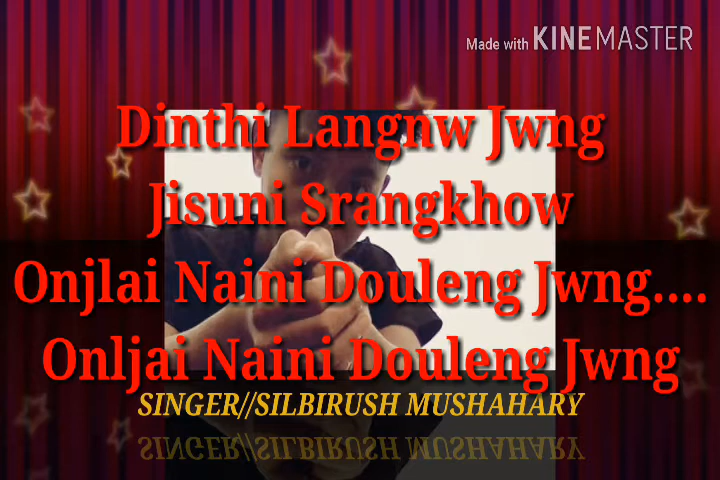 Made with KINEMASTER
Dinthi Langnw Jwng
Jisuni Srangkhow
Onjlai Naini Douleng Jwng....
Onljai Naini Douleng Jwng
SINGER//SILBIRUSH MUSHAHARY
SINGER//SILBIRUSH MUSHAHARY